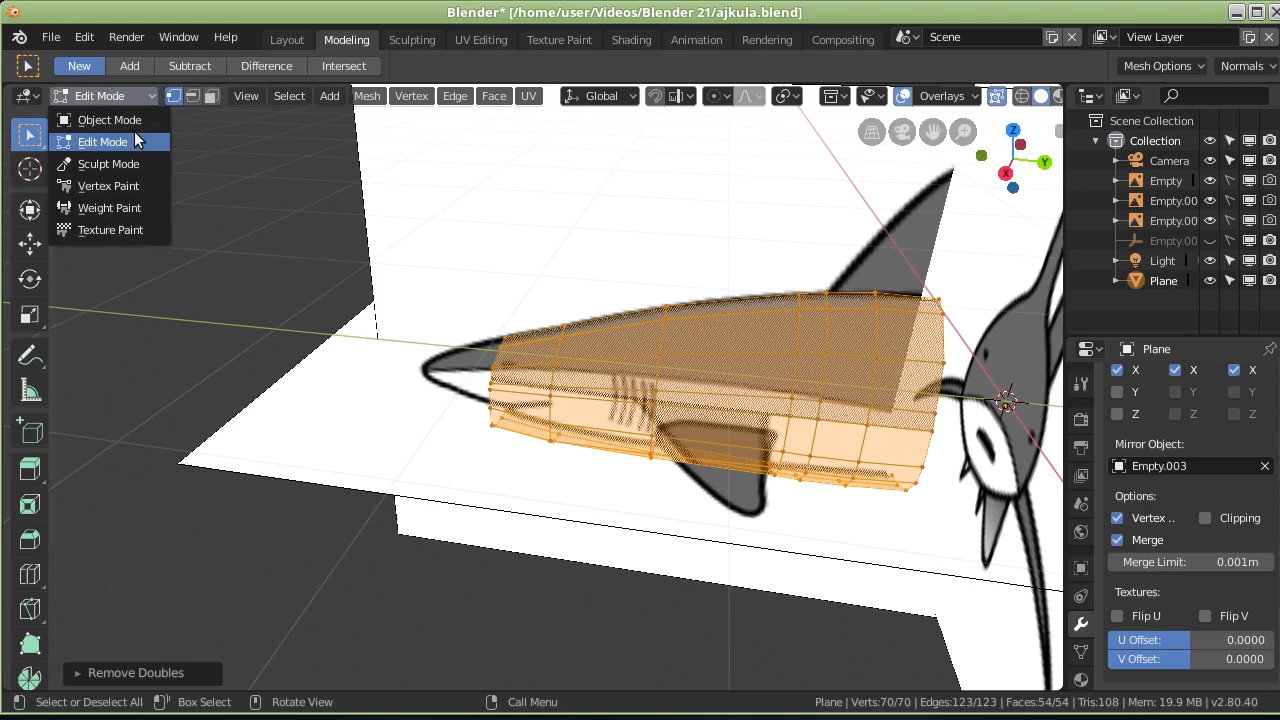 Blender* [/home/user/Videos/Blender 21/ajkula.blend]
File Edit Render Window Help Layout Modeling Sculpting UV Editing Texture Paint Shading Animation Rendering Compositing Scene View Layer
New Add Subtract Difference Intersect Mesh Options Normals
Edit Mode View Select Add Mesh Vertex Edge Face UV Global Overlays
Object Mode
Edit Mode
Sculpt Mode
Vertex Paint
Weight Paint
Texture Paint
Z
Y
X
Scene Collection
Collection
Camera
Empty
Empty.00
Empty.00
Empty.00
Light
Plane
Plane
X X X
Y Y Y
Z Z Z
Mirror Object:
Empty.003
Options:
Vertex .. Clipping
Merge
Merge Limit: 0.001m
Textures:
Flip U Flip V
U Offset: 0.0000
V Offset: 0.0000
Remove Doubles
Select or Deselect All Box Select Rotate View Call Menu Plane | Verts:70/70 | Edges:123/123 | Faces:54/54 | Tris:108 | Mem: 19.9 MB | v2.80.40